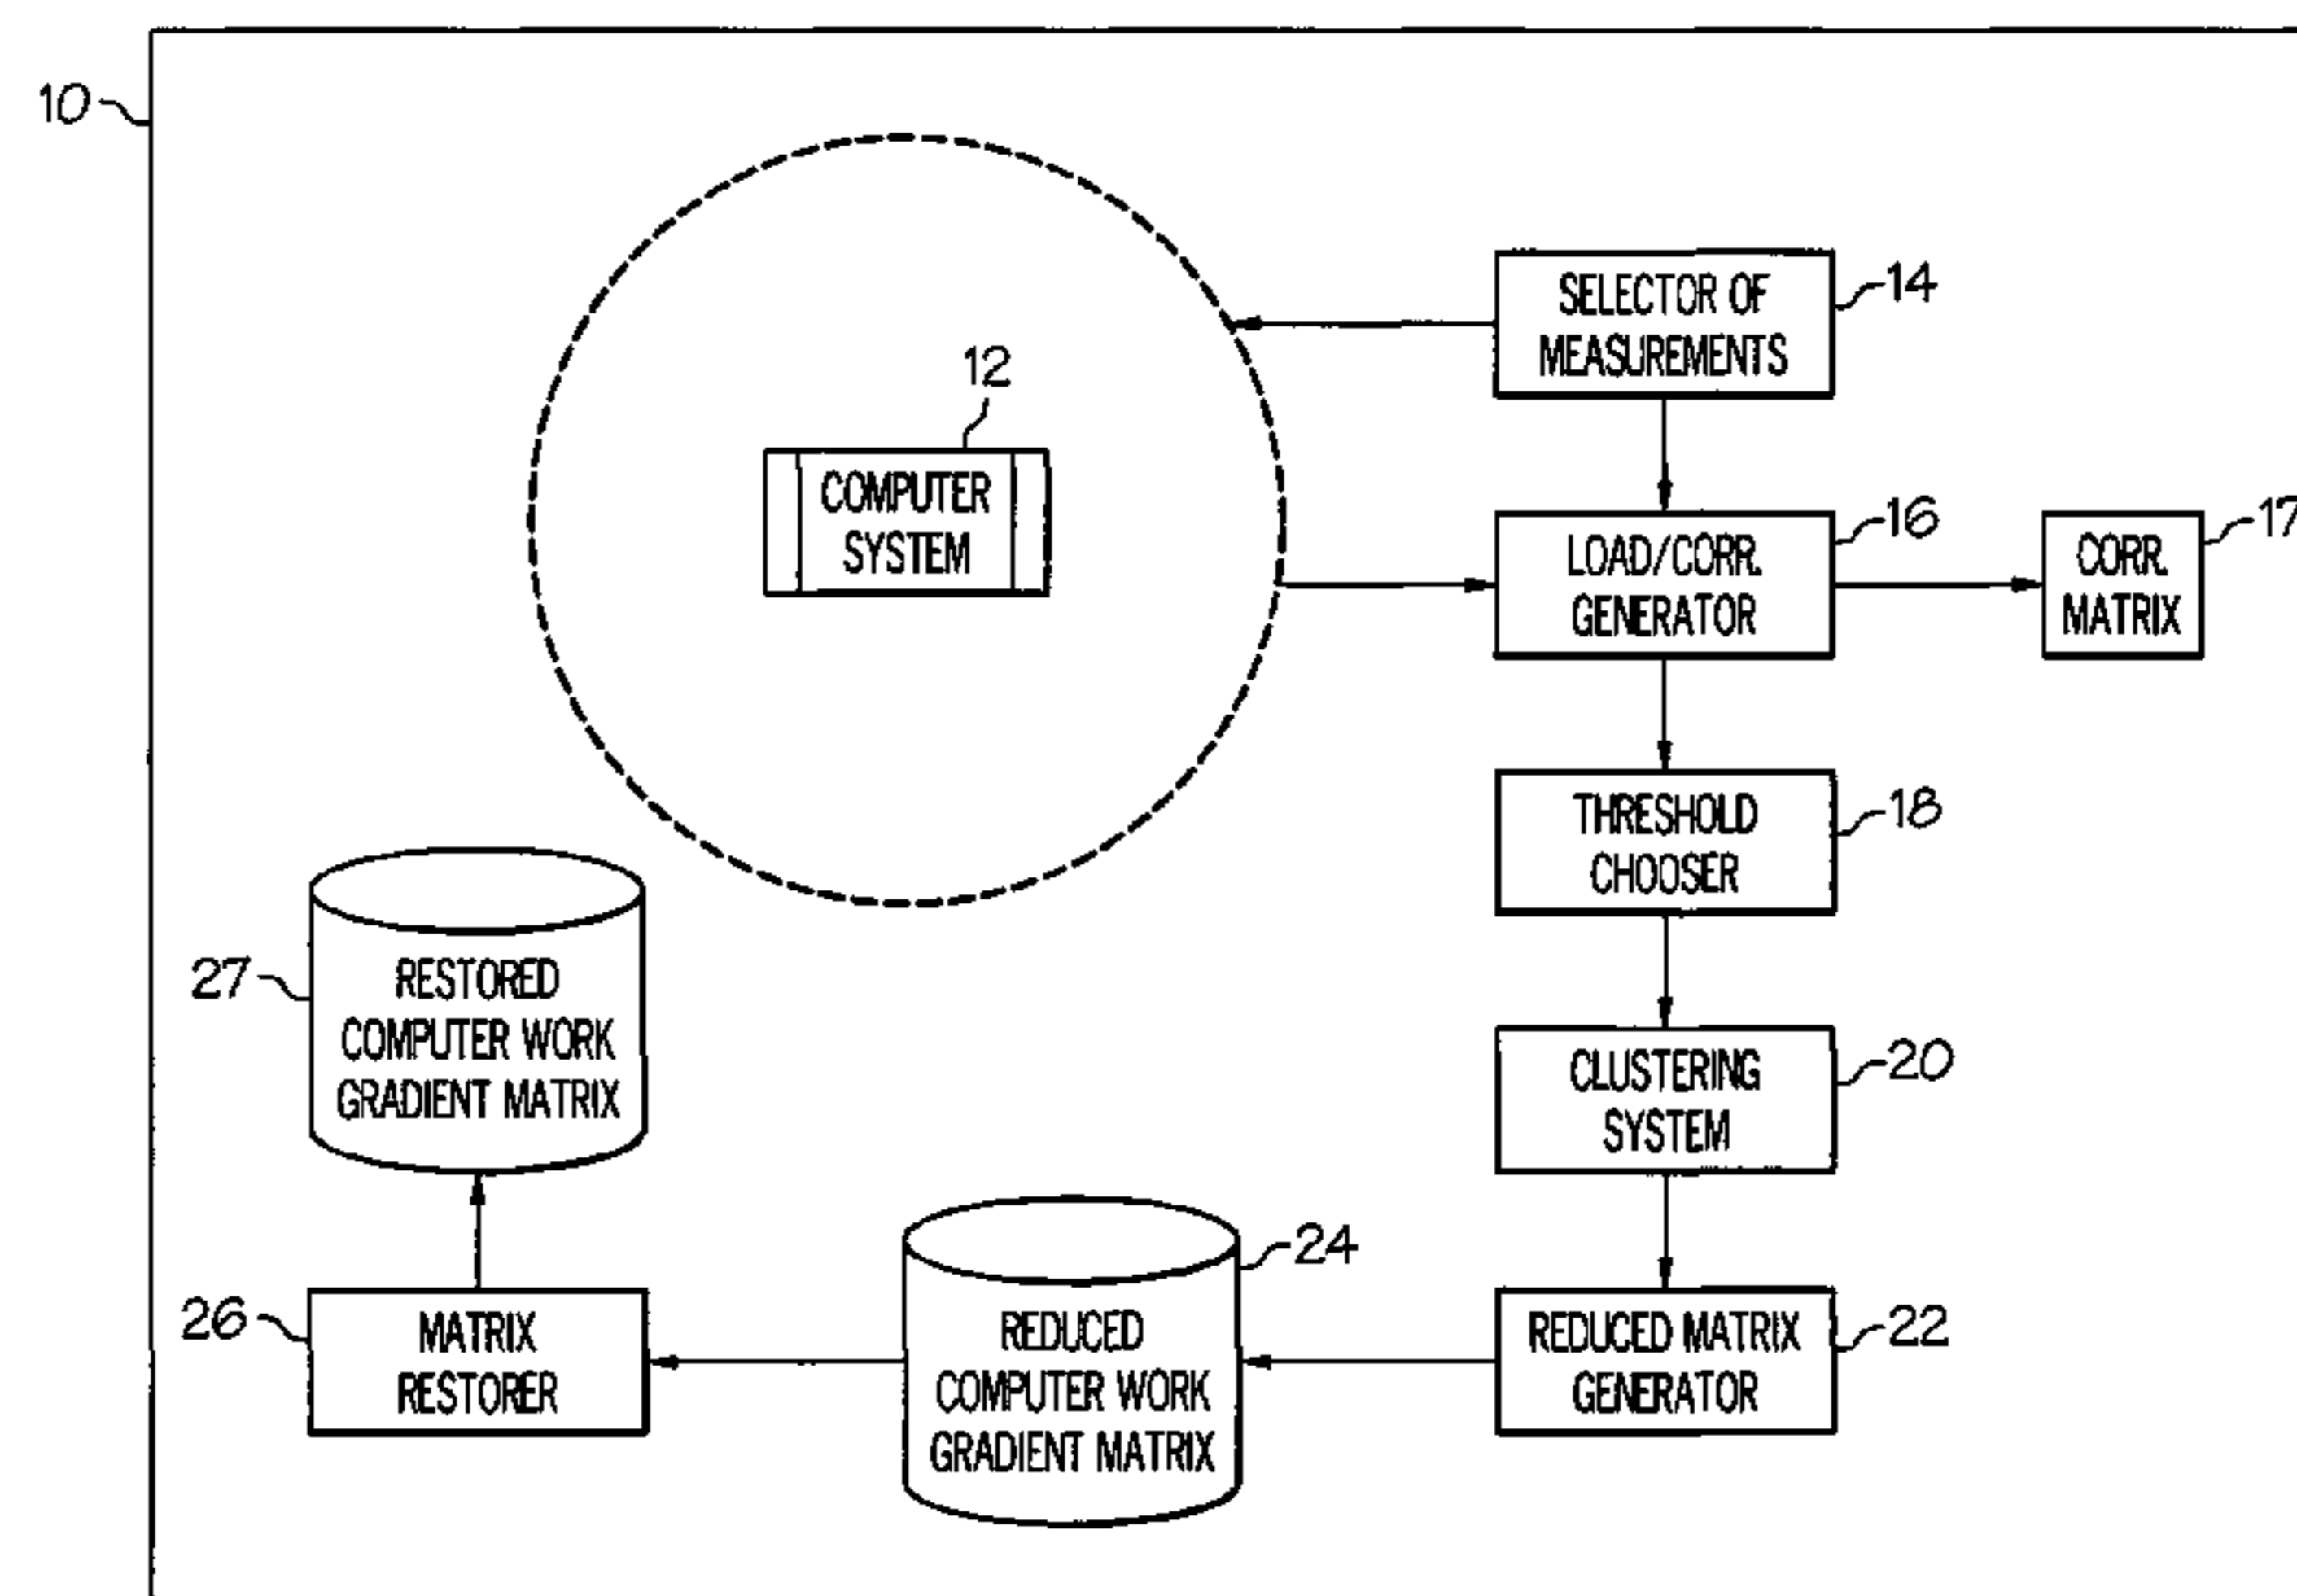 10
12
COMPUTER
SYSTEM
SELECTOR OF
MEASUREMENTS
14
LOAD/CORR.
GENERATOR
16
CORR.
MATRIX
17
THRESHOLD
CHOOSER
18
CLUSTERING
SYSTEM
20
REDUCED MATRIX
GENERATOR
22
REDUCED
COMPUTER WORK
GRADIENT MATRIX
24
MATRIX
RESTORER
26
RESTORED
COMPUTER WORK
GRADIENT MATRIX
27